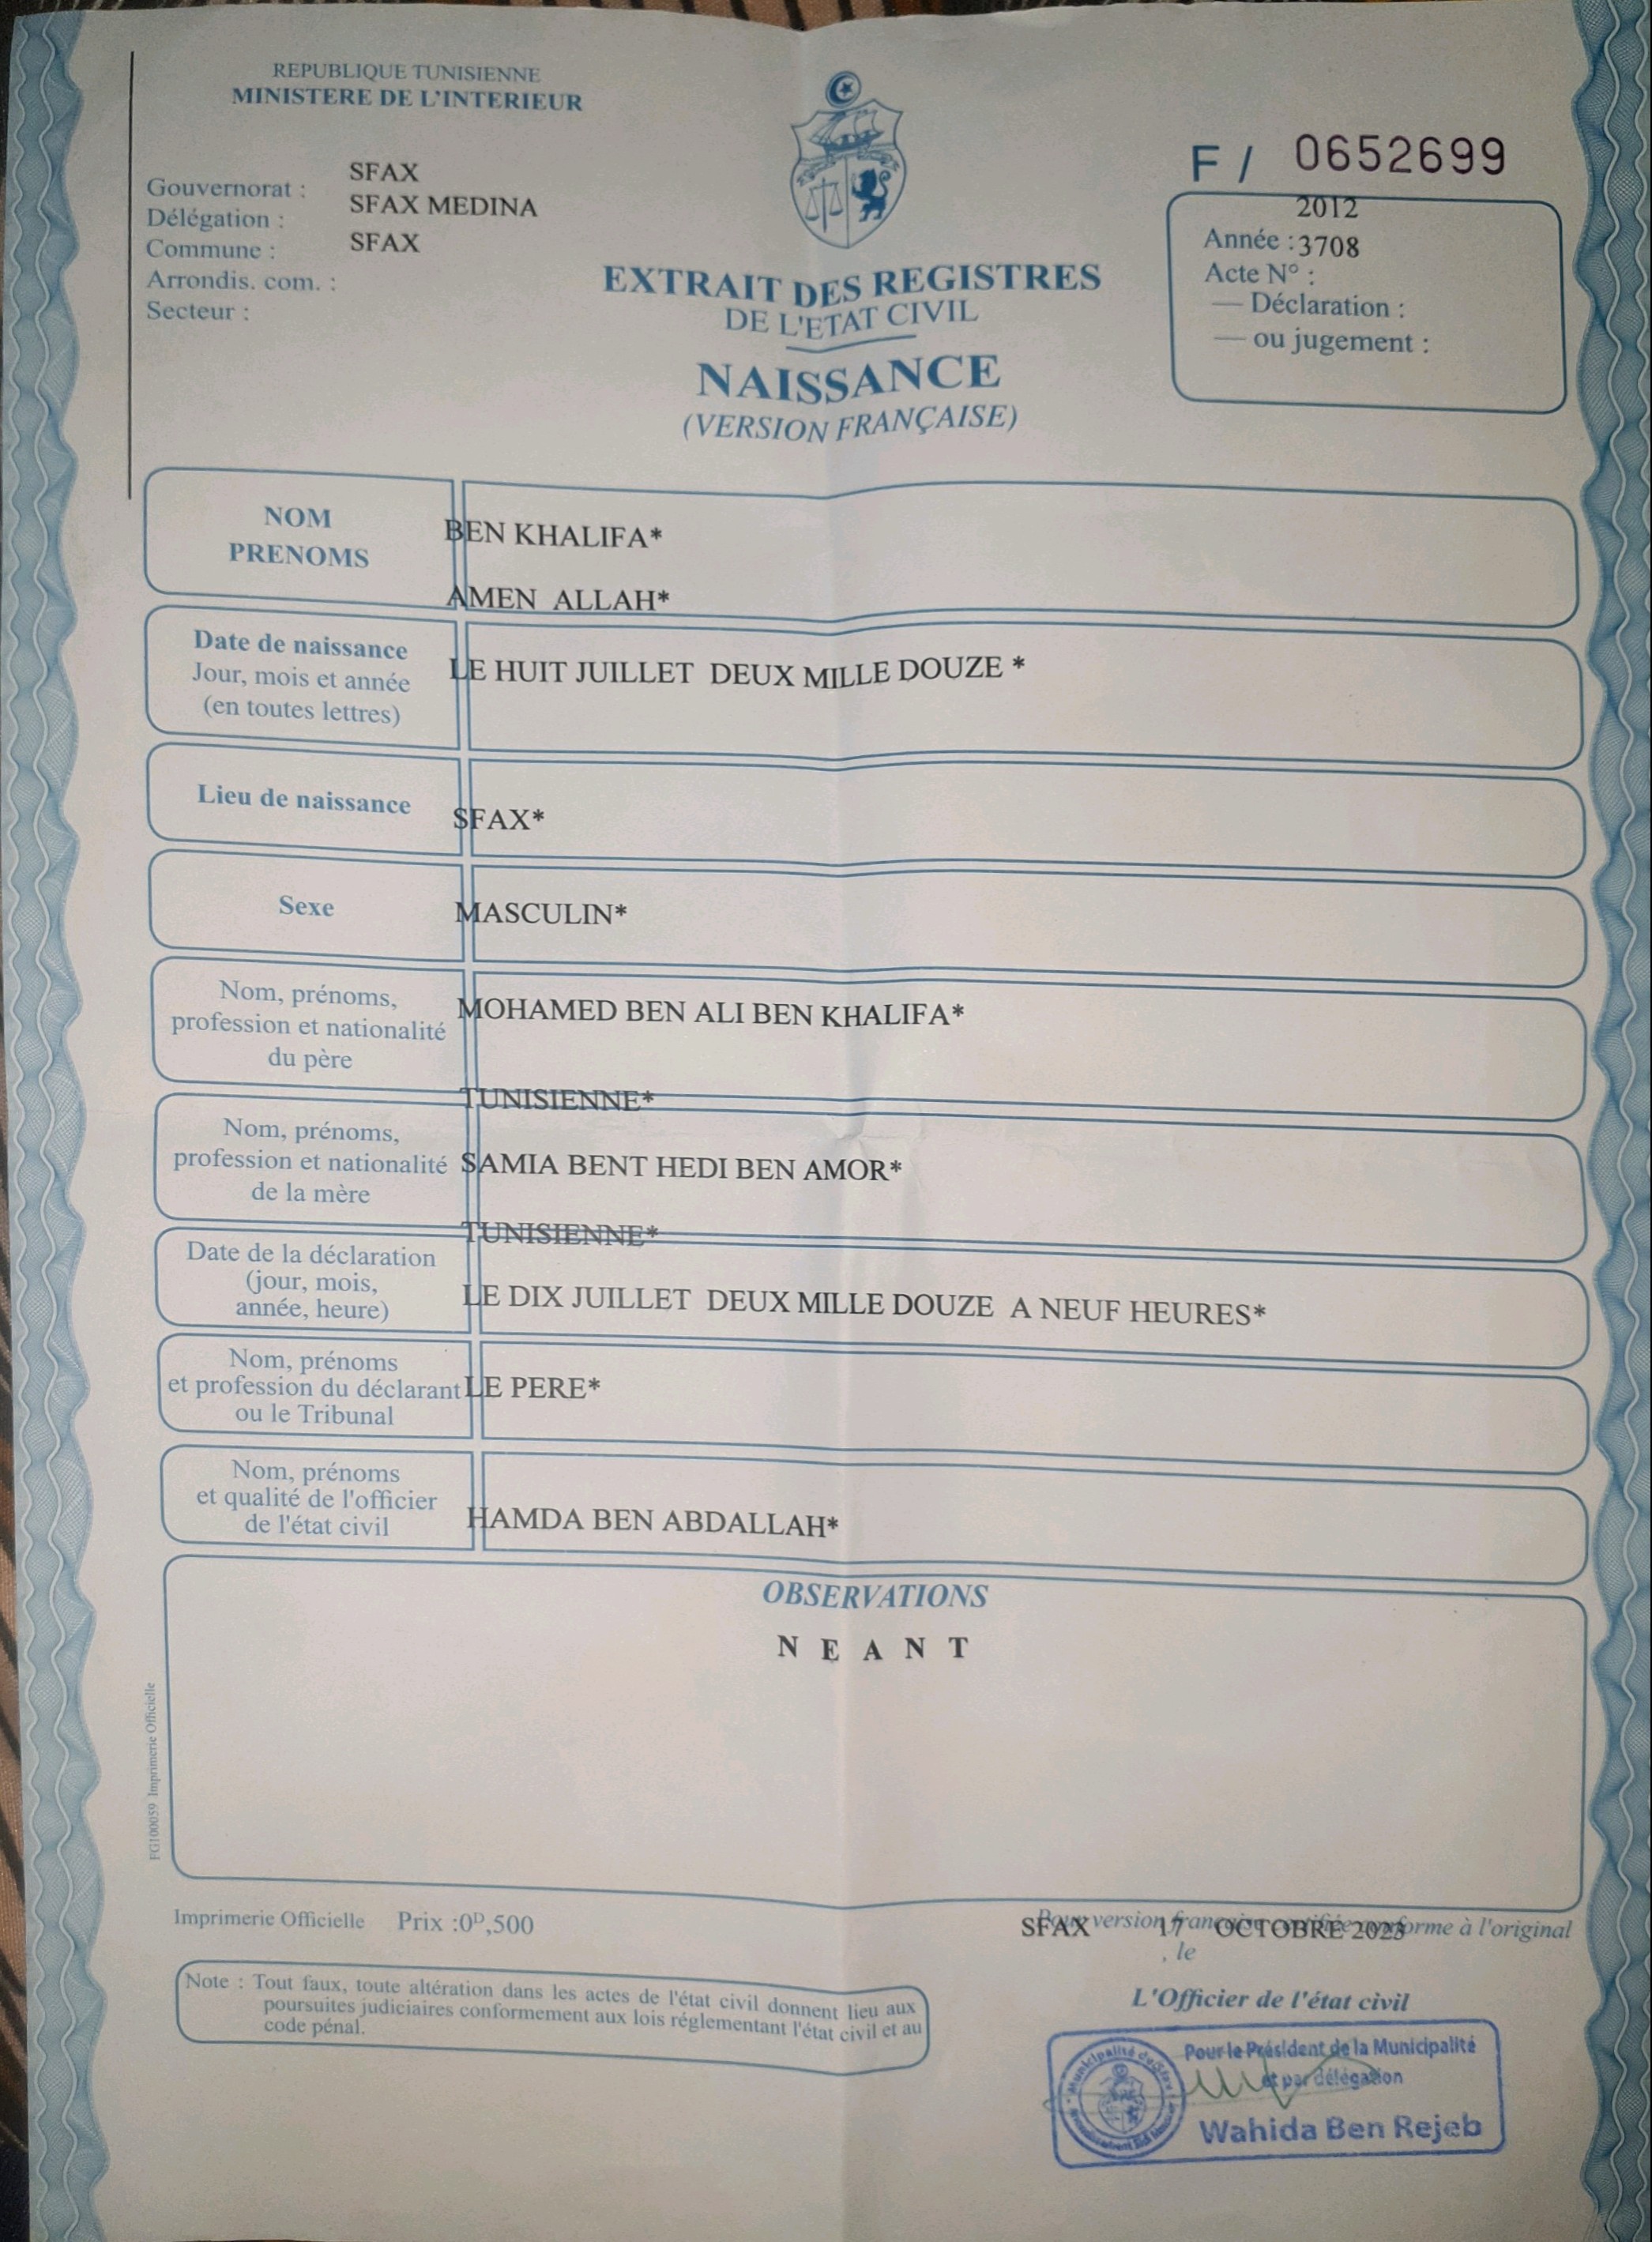 REPUBLIQUE TUNISIENNE
MINISTERE DE L'INTERIEUR
Gouvernorat : SFAX
Délégation : SFAX MEDINA
Commune : SFAX
Arrondis. com. :
Secteur :
F / 0652699
2012
Année : 3708
Acte N° :
— Déclaration :
— ou jugement :
EXTRAIT DES REGISTRES
DE L'ETAT CIVIL
NAISSANCE
(VERSION FRANÇAISE)
NOM
PRENOMS
BEN KHALIFA*
AMEN ALLAH*
Date de naissance
Jour, mois et année
(en toutes lettres)
LE HUIT JUILLET DEUX MILLE DOUZE *
Lieu de naissance
SFAX*
Sexe
MASCULIN*
Nom, prénoms,
profession et nationalité
du père
MOHAMED BEN ALI BEN KHALIFA*
TUNISIENNE*
Nom, prénoms,
profession et nationalité
de la mère
SAMIA BENT HEDI BEN AMOR*
TUNISIENNE*
Date de la déclaration
(jour, mois,
année, heure)
LE DIX JUILLET DEUX MILLE DOUZE A NEUF HEURES*
Nom, prénoms
et profession du déclarant
ou le Tribunal
LE PERE*
Nom, prénoms
et qualité de l'officier
de l'état civil
HAMDA BEN ABDALLAH*
OBSERVATIONS
N E A N T
FG100059 Imprimerie Officielle
Imprimerie Officielle Prix :0D,500
Pour version française certifiée conforme à l'original
SFAX 17 OCTOBRE 2023
, le
Note : Tout faux, toute altération dans les actes de l'état civil donnent lieu aux
poursuites judiciaires conformement aux lois réglementant l'état civil et au
code pénal.
L'Officier de l'état civil
Pour le Président de la Municipalité
et par délégation
Wahida Ben Rejeb